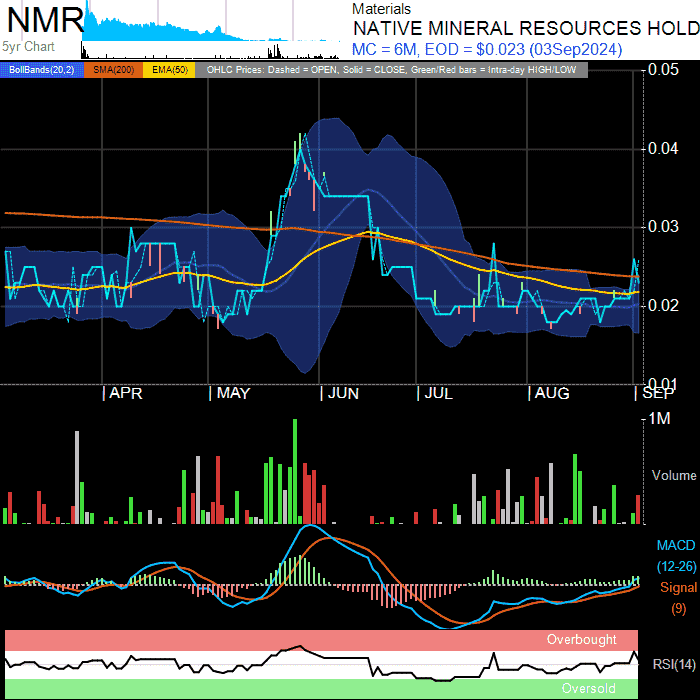 NMR
5yr Chart
Materials
NATIVE MINERAL RESOURCES HOLD
MC = 6M, EOD = $0.023 (03Sep2024)
BollBands(20,2) SMA(200) EMA(50) OHLC Prices: Dashed = OPEN, Solid = CLOSE, Green/Red bars = Intra-day HIGH/LOW
0.05
0.04
0.03
0.02
0.01
APR MAY JUN JUL AUG SEP
1M
Volume
MACD
(12-26)
Signal
(9)
Overbought
RSI(14)
Oversold